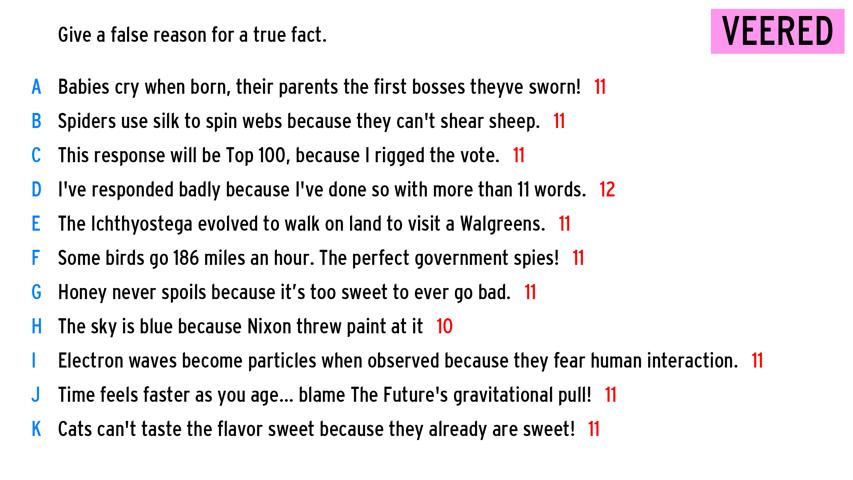 Give a false reason for a true fact.
VEERED
A Babies cry when born, their parents the first bosses theyve sworn! 11
B Spiders use silk to spin webs because they can't shear sheep. 11
C This response will be Top 100, because I rigged the vote. 11
D I've responded badly because I've done so with more than 11 words. 12
E The Ichthyostega evolved to walk on land to visit a Walgreens. 11
F Some birds go 186 miles an hour. The perfect government spies! 11
G Honey never spoils because it’s too sweet to ever go bad. 11
H The sky is blue because Nixon threw paint at it 10
I Electron waves become particles when observed because they fear human interaction. 11
J Time feels faster as you age... blame The Future's gravitational pull! 11
K Cats can't taste the flavor sweet because they already are sweet! 11